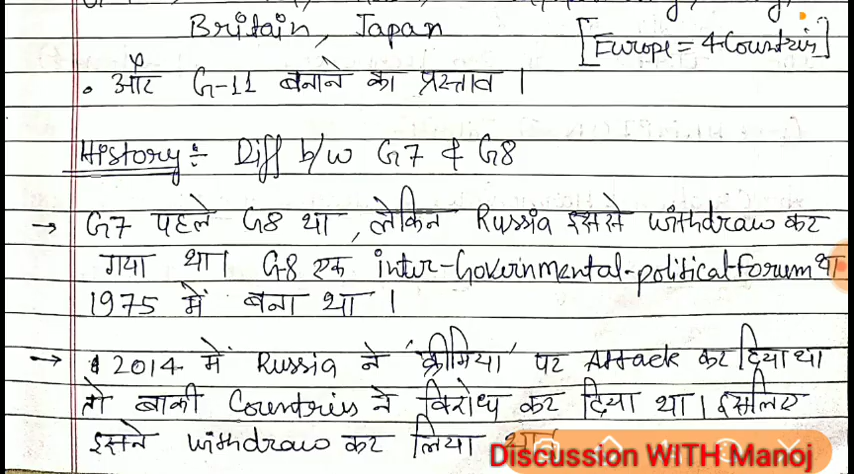 Britain, Japan
[Europe = 4 Countris]
• और G-11 बनाने का प्रस्ताव ।
History :- Diff b/w G7 & G8
→ G7 पहले G8 था, लेकिन Russia इससे withdraw कर
गया था। G8 एक inter-Governmental-political forum था
1975 में बना था ।
→ 2014 में Russia ने 'क्रीमिया' पर Attack कर दिया था
तो बाकी Countries ने विरोध कर दिया था। इसलिए
इसने withdraw कर लिया था
Discussion WITH Manoj